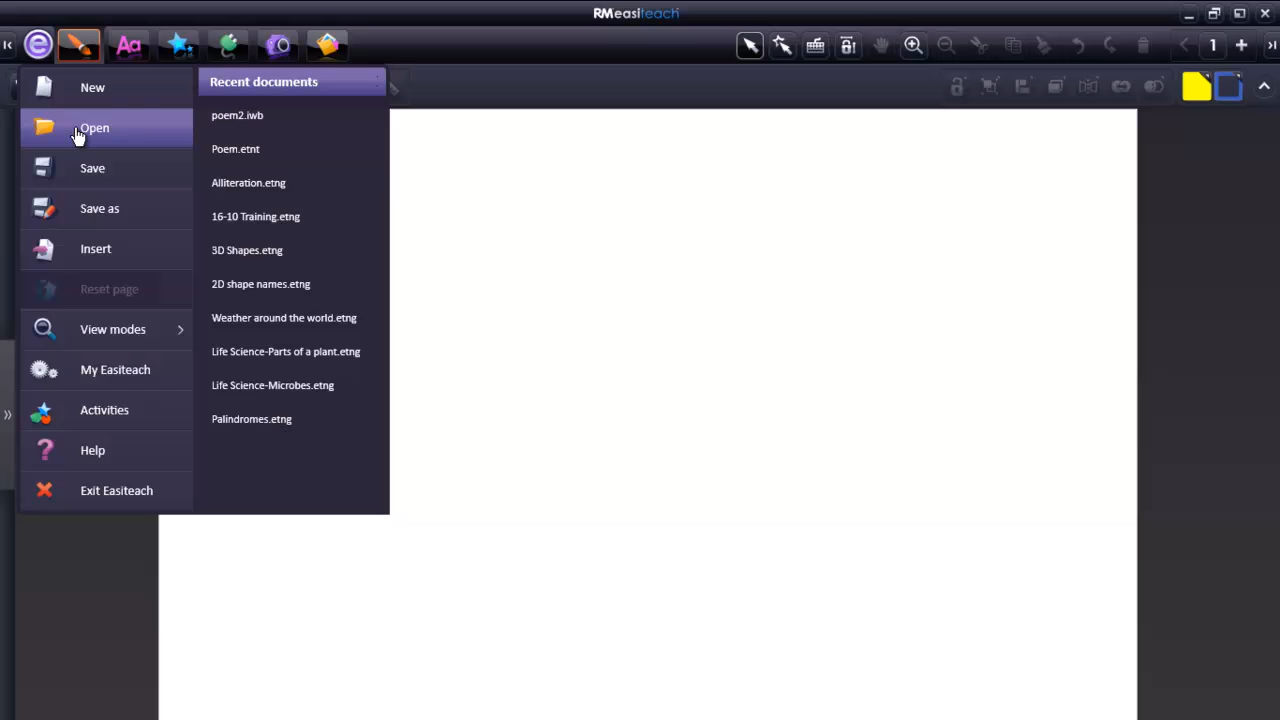 RMeasiteach
Aa
1
New
Open
Save
Save as
Insert
Reset page
View modes
My Easiteach
Activities
Help
Exit Easiteach
Recent documents
poem2.iwb
Poem.etnt
Alliteration.etng
16-10 Training.etng
3D Shapes.etng
2D shape names.etng
Weather around the world.etng
Life Science-Parts of a plant.etng
Life Science-Microbes.etng
Palindromes.etng